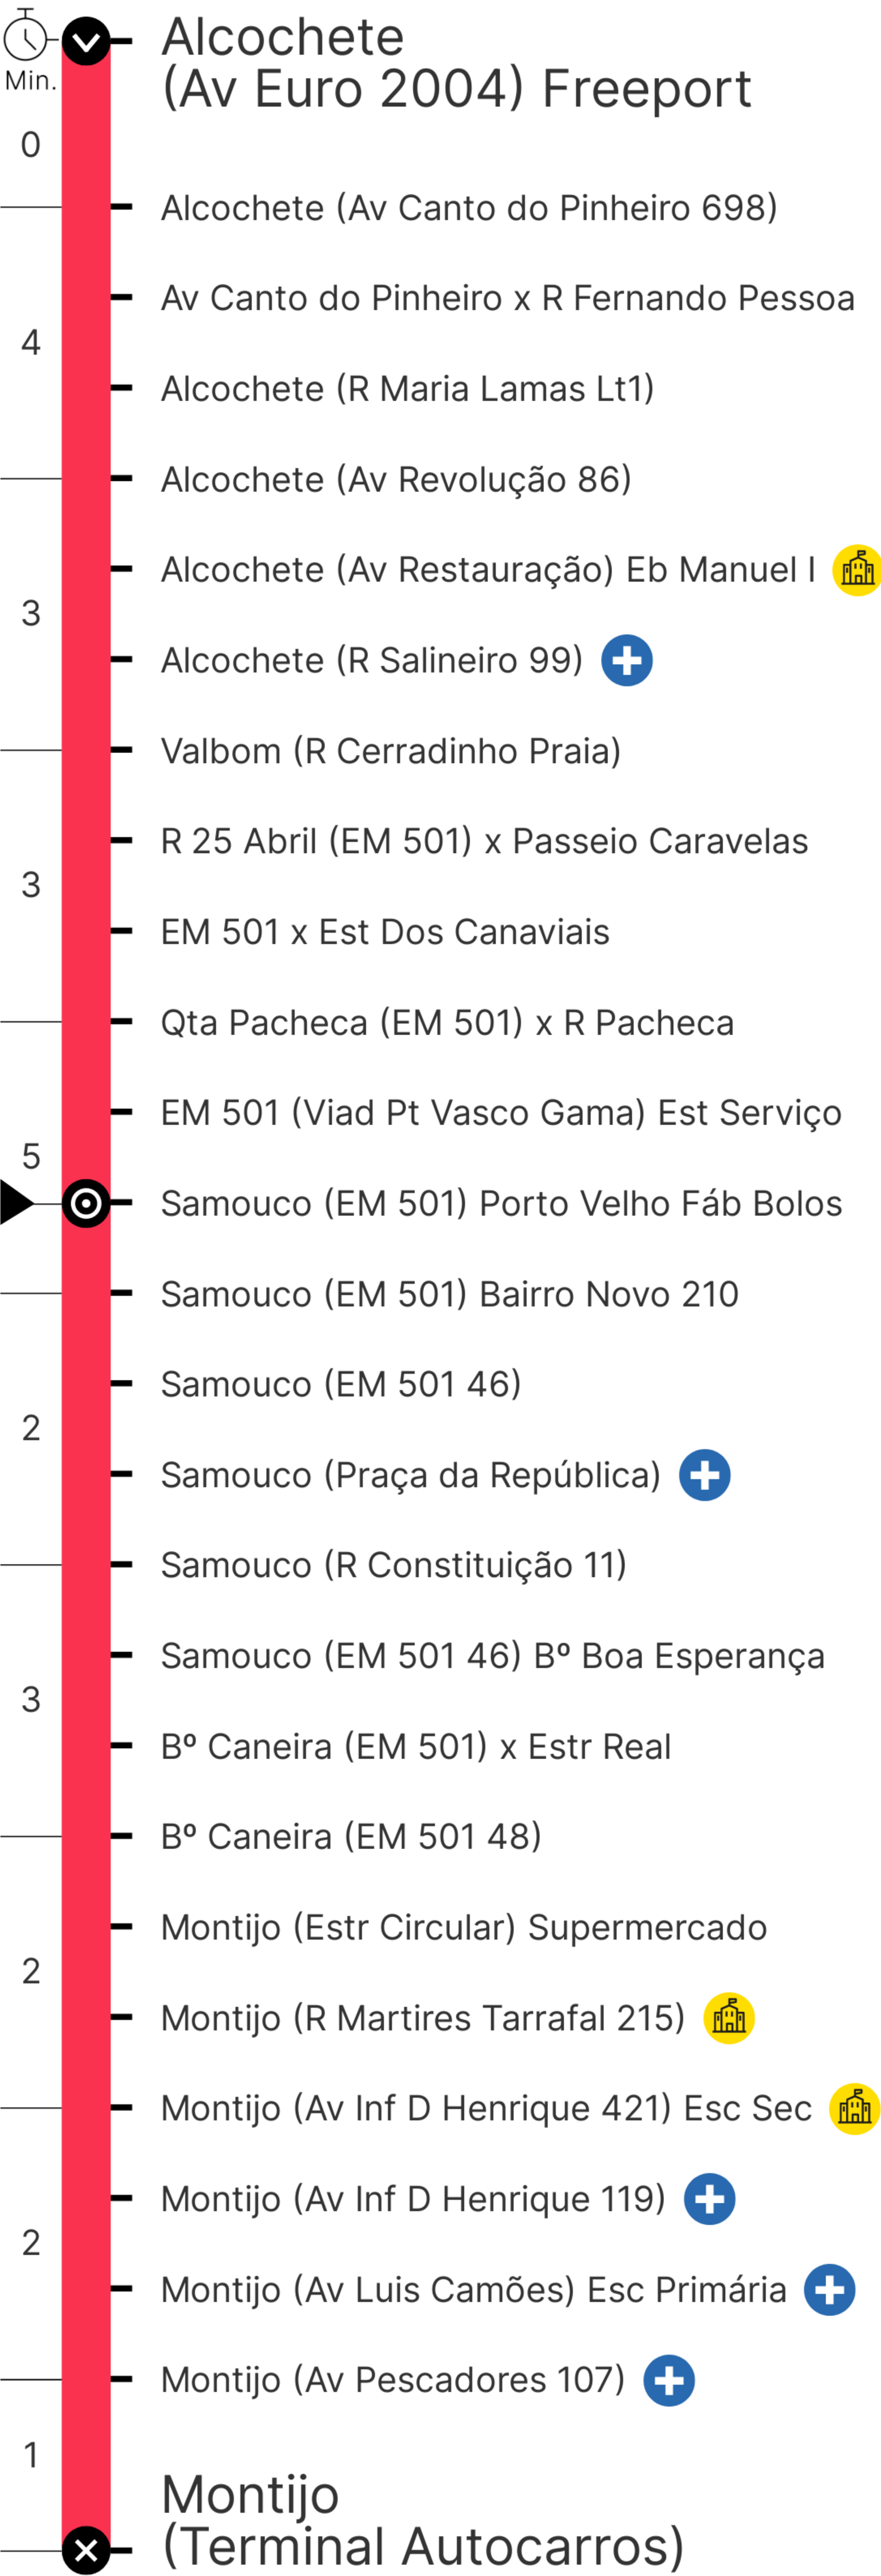 Alcochete
(Av Euro 2004) Freeport
Min.
0
Alcochete (Av Canto do Pinheiro 698)
Av Canto do Pinheiro x R Fernando Pessoa
4
Alcochete (R Maria Lamas Lt1)
Alcochete (Av Revolução 86)
Alcochete (Av Restauração) Eb Manuel I
3
Alcochete (R Salineiro 99)
Valbom (R Cerradinho Praia)
R 25 Abril (EM 501) x Passeio Caravelas
3
EM 501 x Est Dos Canaviais
Qta Pacheca (EM 501) x R Pacheca
EM 501 (Viad Pt Vasco Gama) Est Serviço
5
Samouco (EM 501) Porto Velho Fáb Bolos
Samouco (EM 501) Bairro Novo 210
Samouco (EM 501 46)
2
Samouco (Praça da República)
Samouco (R Constituição 11)
Samouco (EM 501 46) Bº Boa Esperança
3
Bº Caneira (EM 501) x Estr Real
Bº Caneira (EM 501 48)
Montijo (Estr Circular) Supermercado
2
Montijo (R Martires Tarrafal 215)
Montijo (Av Inf D Henrique 421) Esc Sec
Montijo (Av Inf D Henrique 119)
2
Montijo (Av Luis Camões) Esc Primária
Montijo (Av Pescadores 107)
1
Montijo
(Terminal Autocarros)